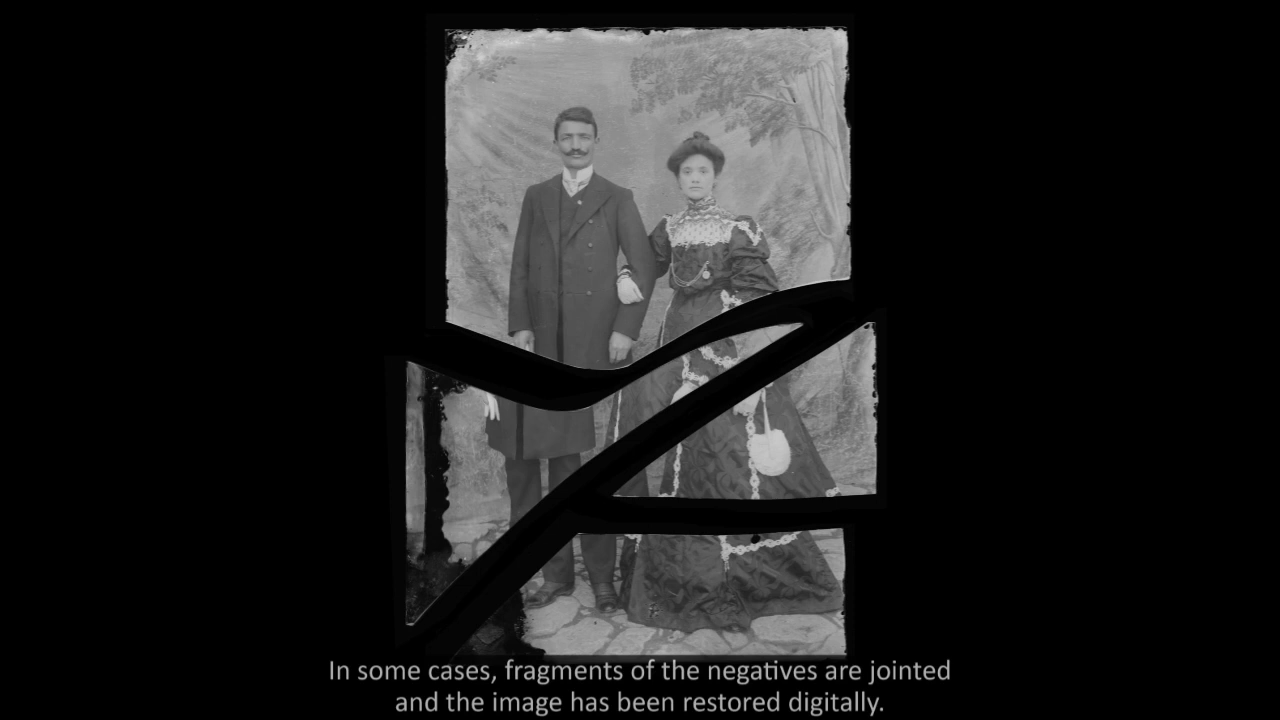 In some cases, fragments of the negatives are jointed
and the image has been restored digitally.